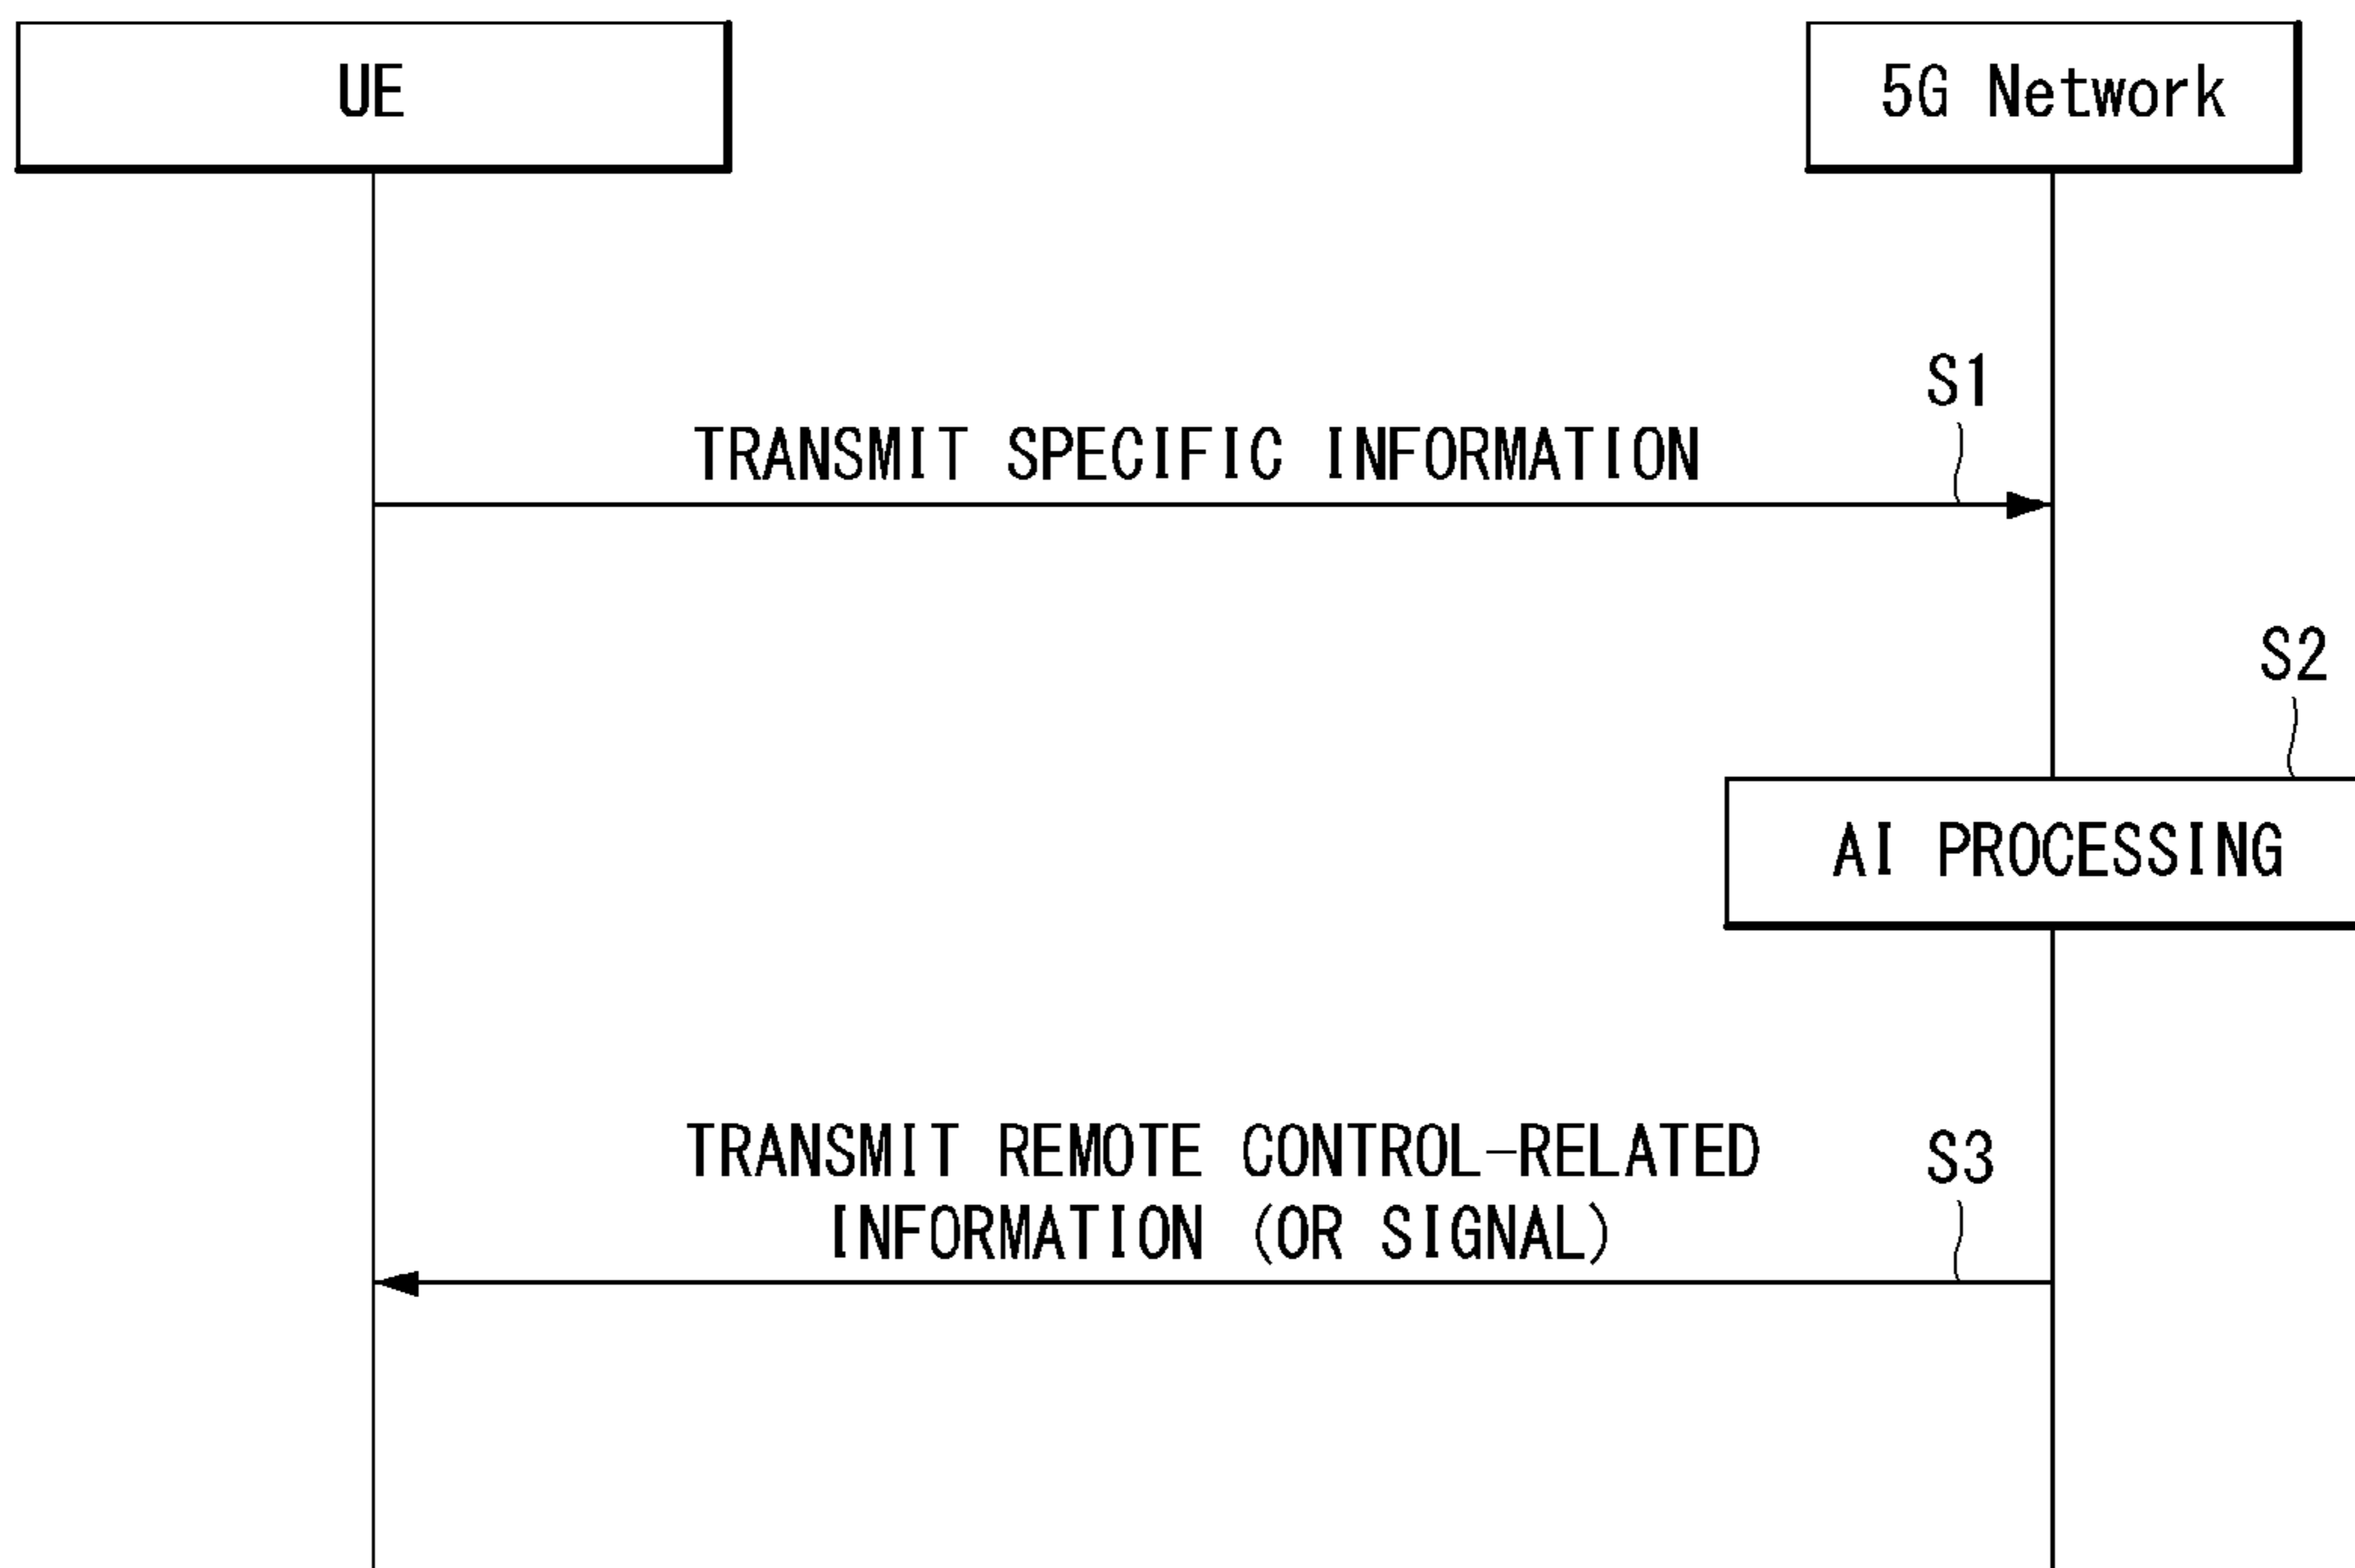 UE
5G Network
S1
TRANSMIT SPECIFIC INFORMATION
S2
AI PROCESSING
TRANSMIT REMOTE CONTROL-RELATED
S3
INFORMATION (OR SIGNAL)